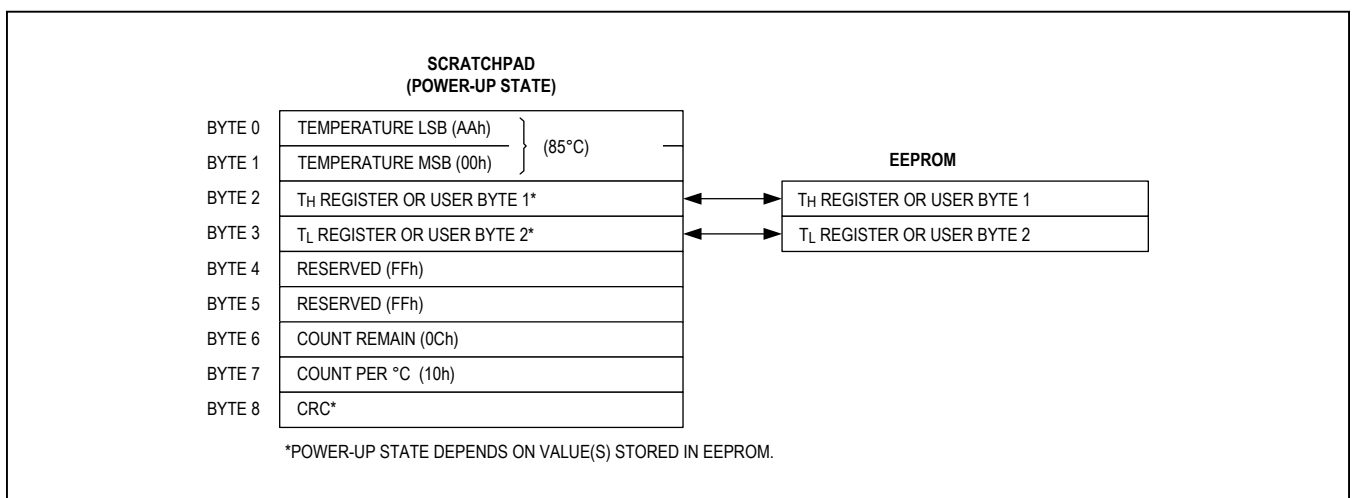 SCRATCHPAD
(POWER-UP STATE)
BYTE 0 TEMPERATURE LSB (AAh)
(85°C)
BYTE 1 TEMPERATURE MSB (00h)
EEPROM
BYTE 2 TH REGISTER OR USER BYTE 1* TH REGISTER OR USER BYTE 1
BYTE 3 TL REGISTER OR USER BYTE 2* TL REGISTER OR USER BYTE 2
BYTE 4 RESERVED (FFh)
BYTE 5 RESERVED (FFh)
BYTE 6 COUNT REMAIN (0Ch)
BYTE 7 COUNT PER °C (10h)
BYTE 8 CRC*
*POWER-UP STATE DEPENDS ON VALUE(S) STORED IN EEPROM.